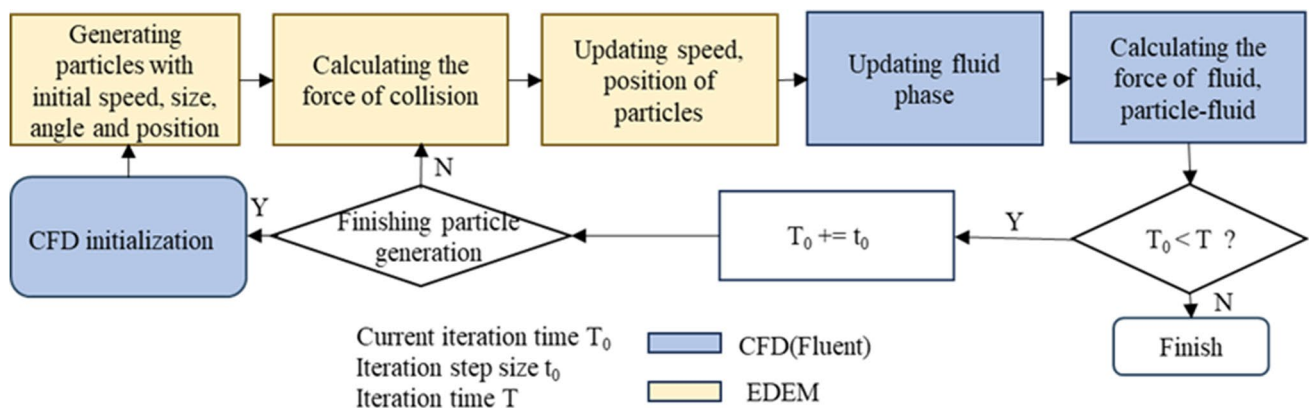 Generating
particles with
initial speed, size,
angle and position
Calculating the
force of collision
Updating speed,
position of
particles
Updating fluid
phase
Calculating the
force of fluid,
particle-fluid
N
CFD initialization
Y
Finishing particle
generation
T₀ += t₀
Y
T₀ < T ?
N
Finish
Current iteration time T₀
Iteration step size t₀
Iteration time T
CFD(Fluent)
EDEM